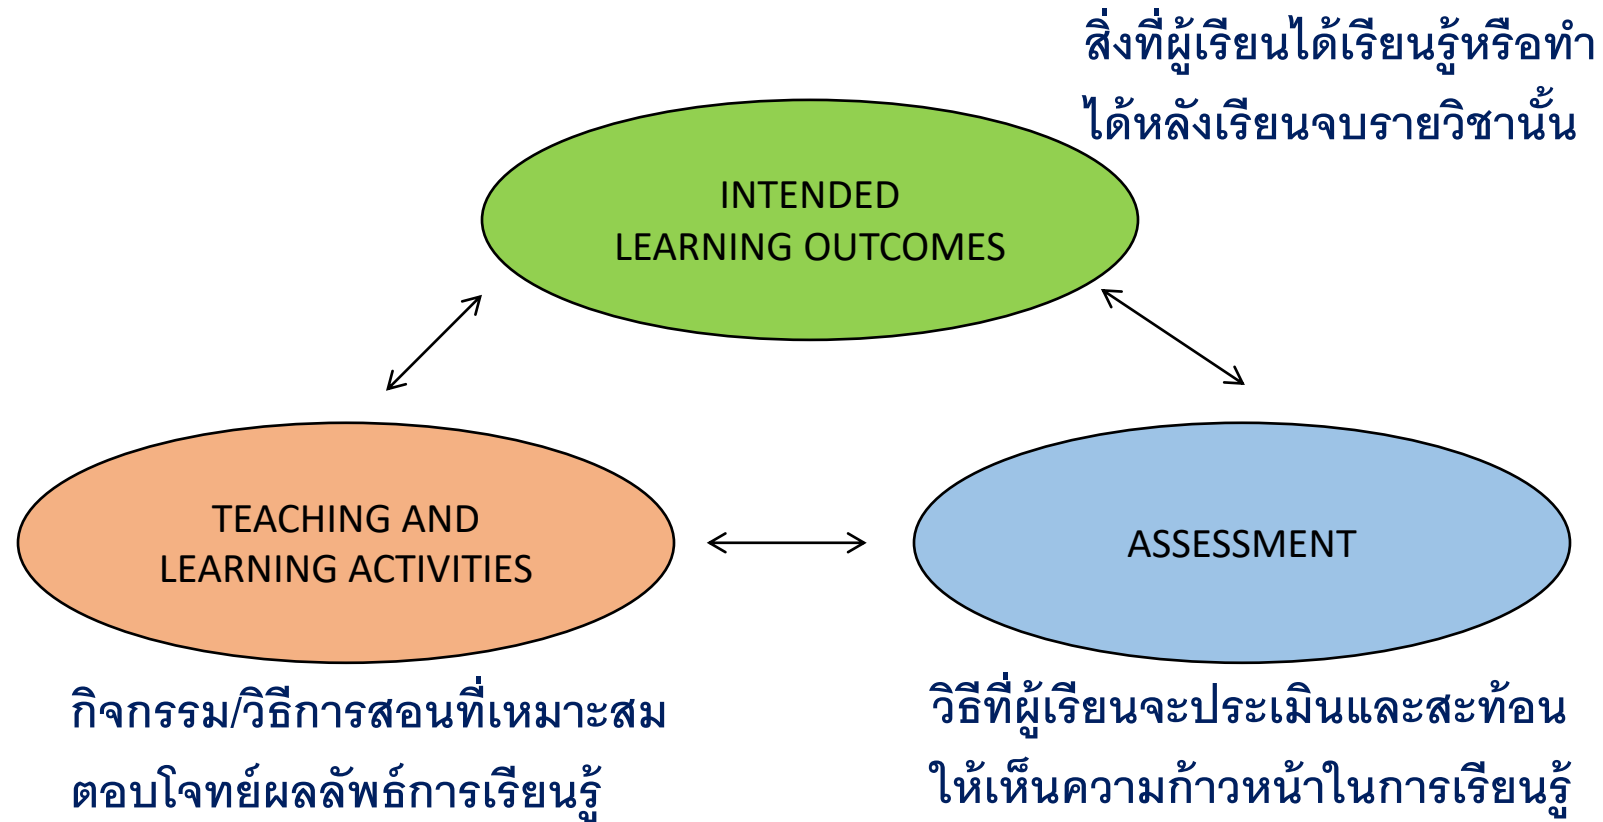 สิ่งที่ผู้เรียนได้เรียนรู้หรือทำ
ได้หลังเรียนจบรายวิชานั้น
INTENDED
LEARNING OUTCOMES
TEACHING AND
LEARNING ACTIVITIES
ASSESSMENT
กิจกรรม/วิธีการสอนที่เหมาะสม
ตอบโจทย์ผลลัพธ์การเรียนรู้
วิธีที่ผู้เรียนจะประเมินและสะท้อน
ให้เห็นความก้าวหน้าในการเรียนรู้